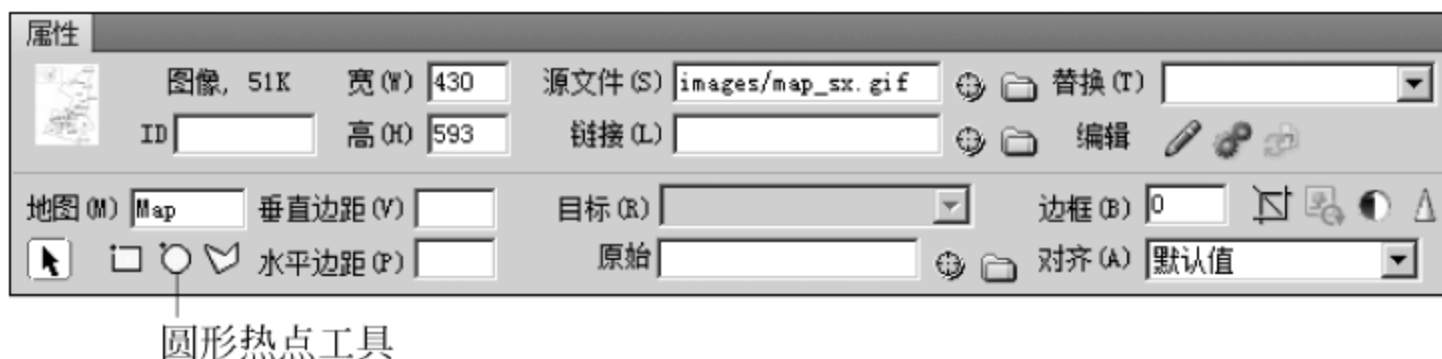 属性
图像, 51K 宽(W) 430 源文件(S) images/map_sx.gif 替换(T)
ID 高(H) 593 链接(L) 编辑
地图(M) Map 垂直边距(V) 目标(R) 边框(B) 0
水平边距(P) 原始 对齐(A) 默认值
圆形热点工具